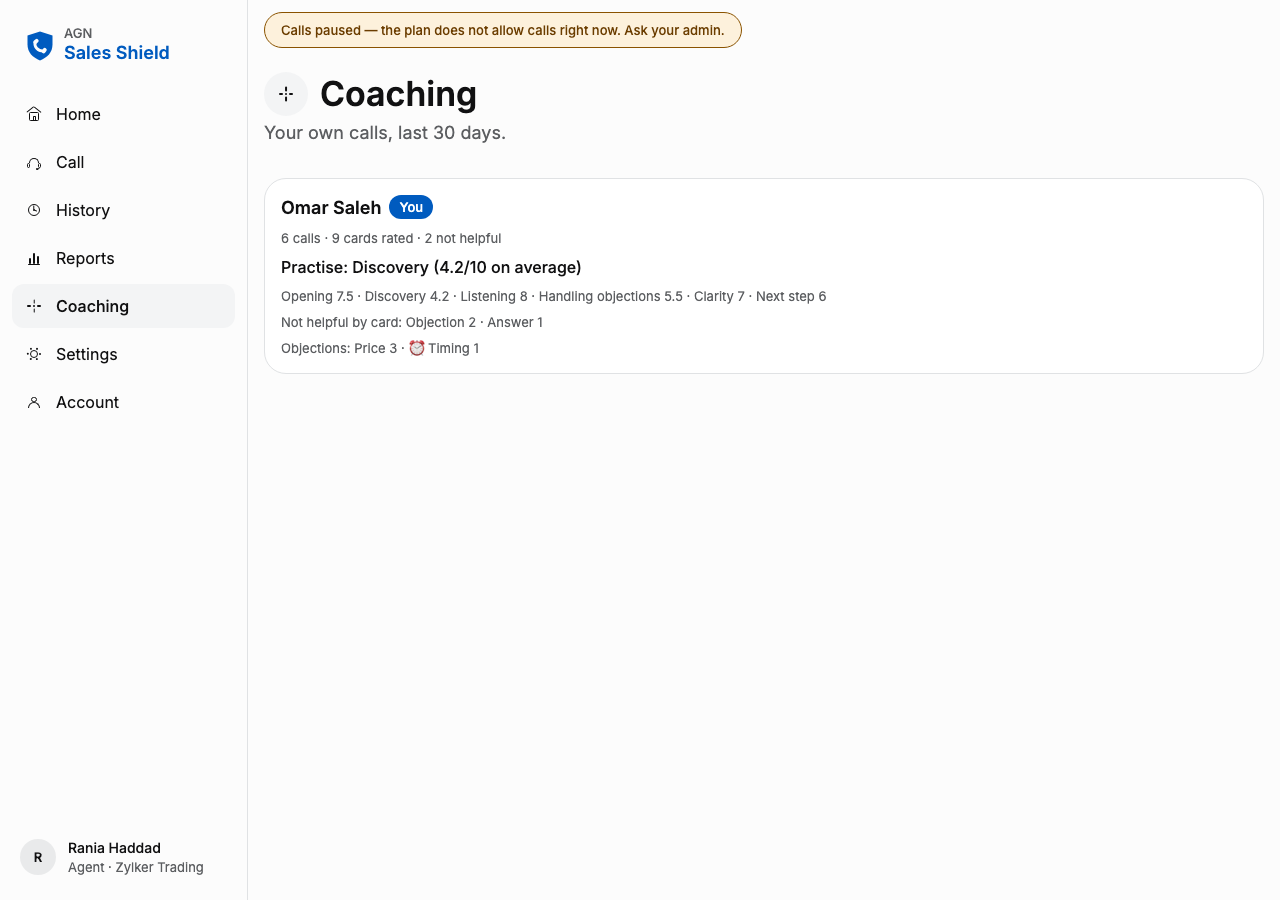 Calls paused — the plan does not allow calls right now. Ask your admin.
AGN
Sales Shield
Home
Call
History
Reports
Coaching
Settings
Account
Coaching
Your own calls, last 30 days.
Omar Saleh You
6 calls · 9 cards rated · 2 not helpful
Practise: Discovery (4.2/10 on average)
Opening 7.5 · Discovery 4.2 · Listening 8 · Handling objections 5.5 · Clarity 7 · Next step 6
Not helpful by card: Objection 2 · Answer 1
Objections: Price 3 · ⏰ Timing 1
R
Rania Haddad
Agent · Zylker Trading